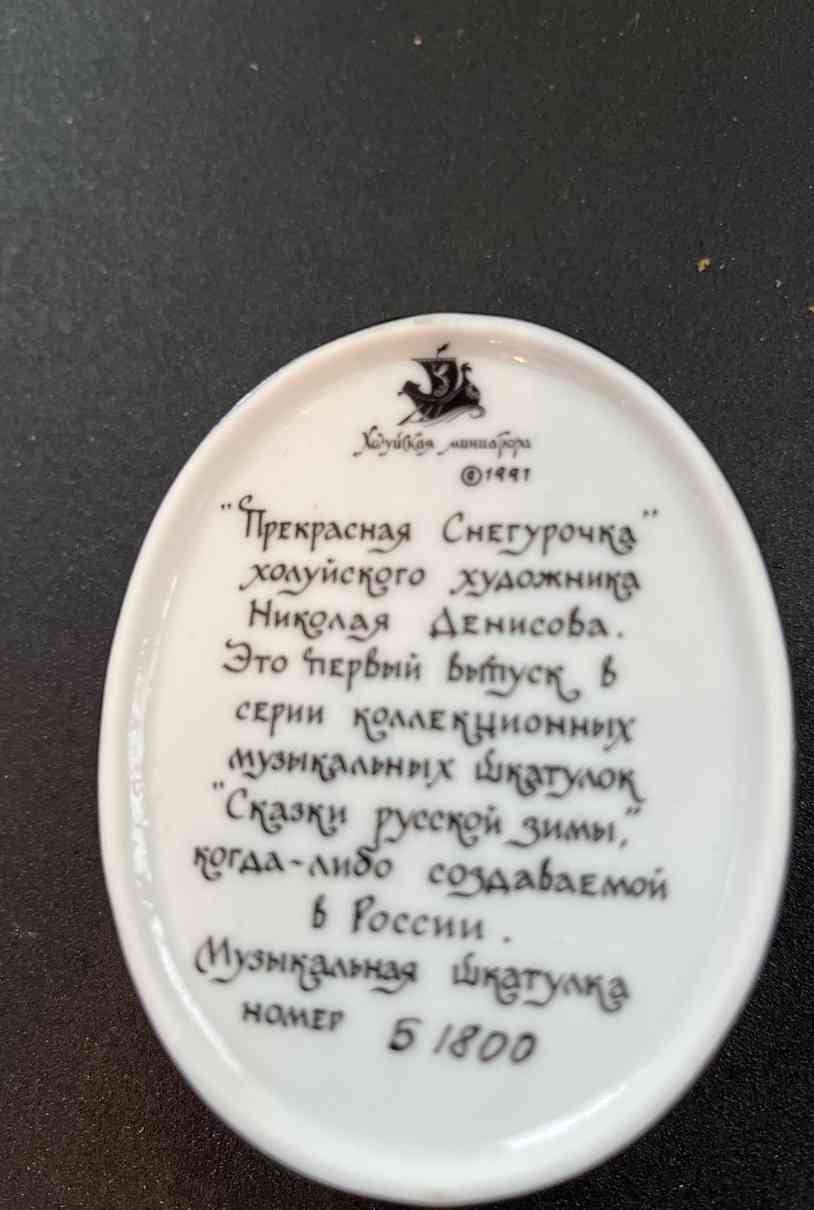 Холуйская миниатюра
©1991
"Прекрасная Снегурочка"
холуйского художника
Николая Денисова.
Это первый выпуск в
серии коллекционных
музыкальных шкатулок
"Сказки русской зимы,"
когда-либо создаваемой
в России.
Музыкальная шкатулка
номер 51800